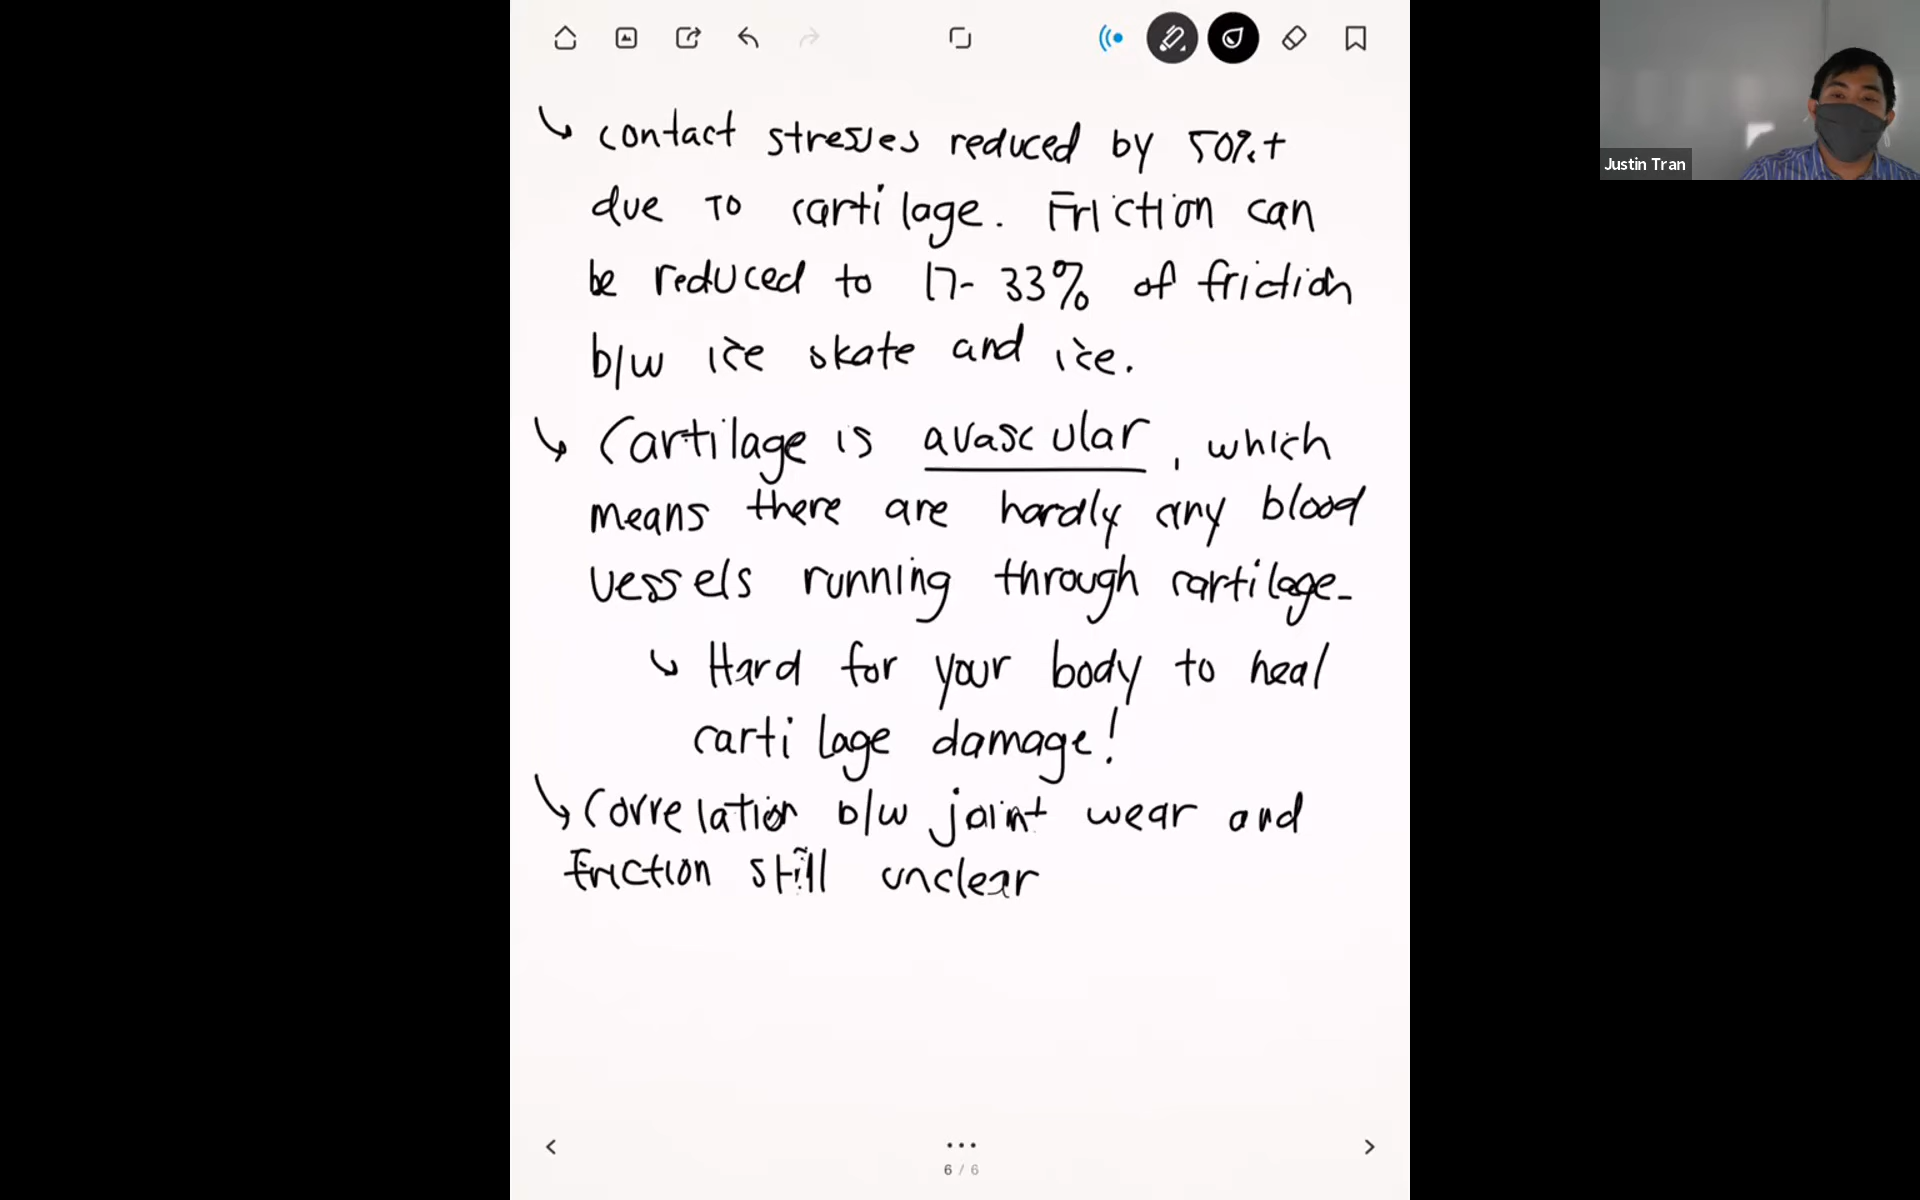 contact stresses reduced by 50%+
due to cartilage. Friction can
be reduced to 17-33% of friction
b/w ice skate and ice.
Cartilage is avascular, which
means there are hardly any blood
vessels running through cartilage.
Hard for your body to heal
cartilage damage!
Correlation b/w joint wear and
friction still unclear
6 / 6
Justin Tran